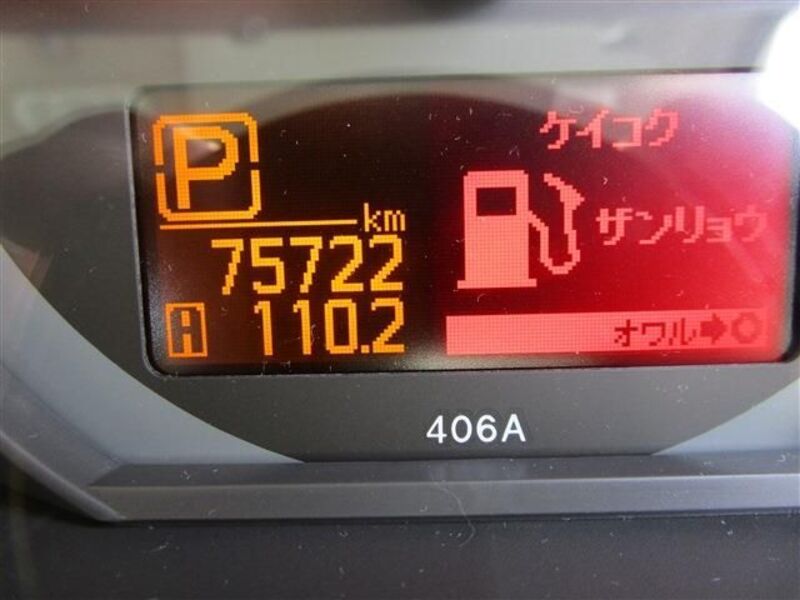 P
km
75722
A 110.2
ケイコク
ザンリョウ
オワル➡○
406A